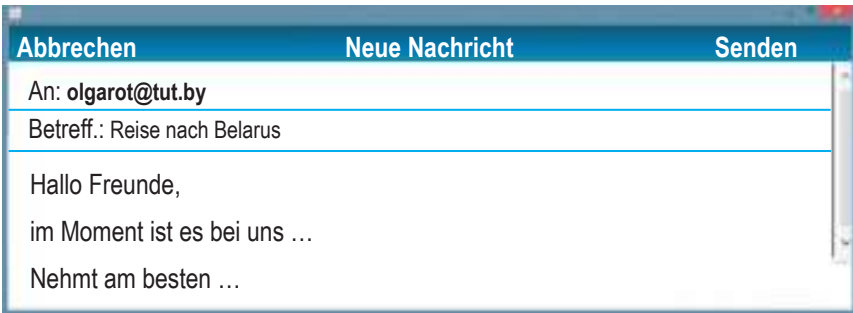 Abbrechen Neue Nachricht Senden
An: olgarot@tut.by
Betreff.: Reise nach Belarus
Hallo Freunde,
im Moment ist es bei uns …
Nehmt am besten …